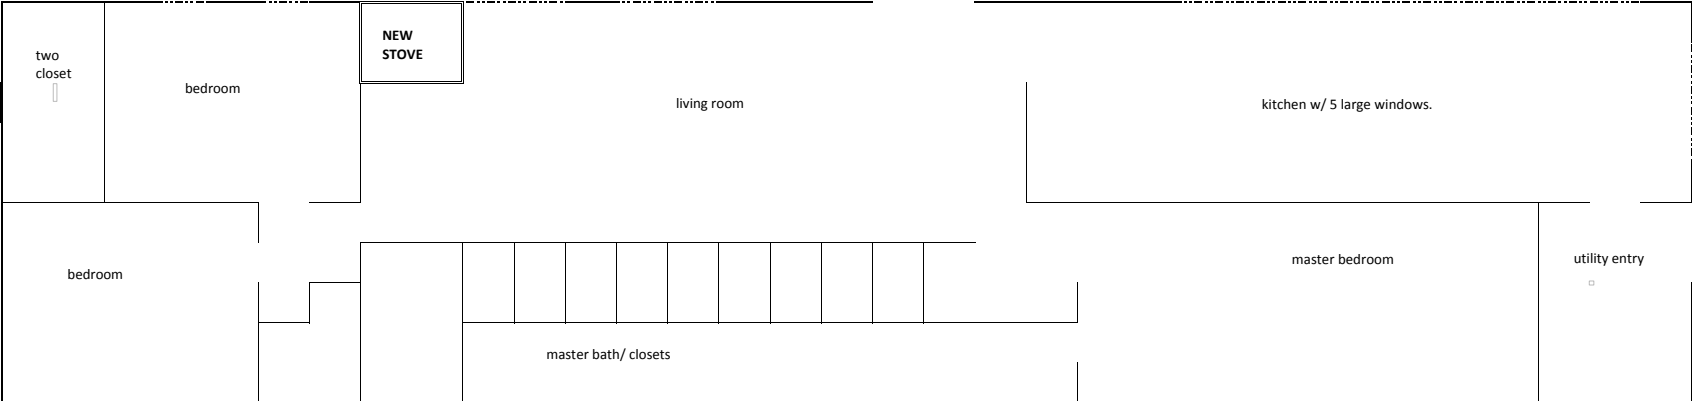 NEW
STOVE
two
closet
bedroom
living room
kitchen w/ 5 large windows.
bedroom
master bedroom
utility entry
master bath/ closets